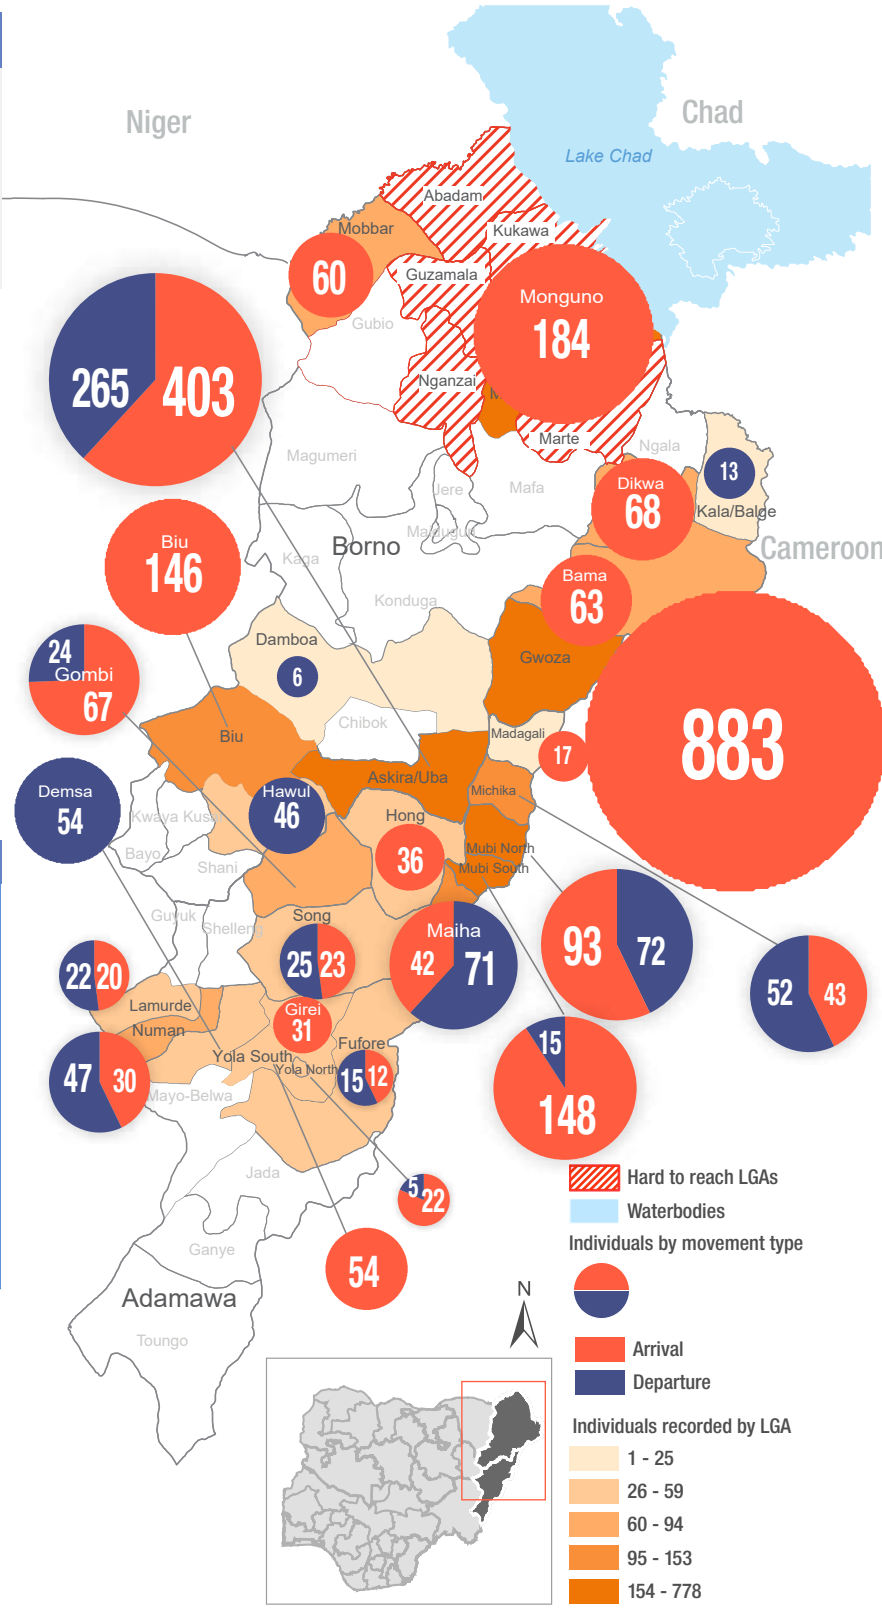 Niger
Chad
Lake Chad
Abadam
Mobbar
Kukawa
60
Guzamala
Monguno
184
Gubio
265
403
Nganzai
M
Marte
Ngala
Magumeri
13
Jere
Mafa
Dikwa
68
Kala/Balge
Biu
146
Maiduguri
Borno
Kaga
Cameroon
Bama
63
Konduga
Damboa
24
Gombi
67
6
Gwoza
Chibok
Biu
Madagali
17
883
Askira/Uba
Michika
Demsa
54
Hawul
46
Kwaya Kusar
Hong
36
Bayo
Mubi North
Shani
Mubi South
Guyuk
Song
Shelleng
Maiha
42
71
93
72
22
20
25
23
52
43
Lamurde
Girei
31
Numan
Fufore
15
148
Yola South
Yola North
47
30
15
12
Mayo-Belwa
Jada
5
22
Hard to reach LGAs
Waterbodies
Individuals by movement type
Ganye
54
Adamawa
N
Toungo
Arrival
Departure
Individuals recorded by LGA
1 - 25
26 - 59
60 - 94
95 - 153
154 - 778